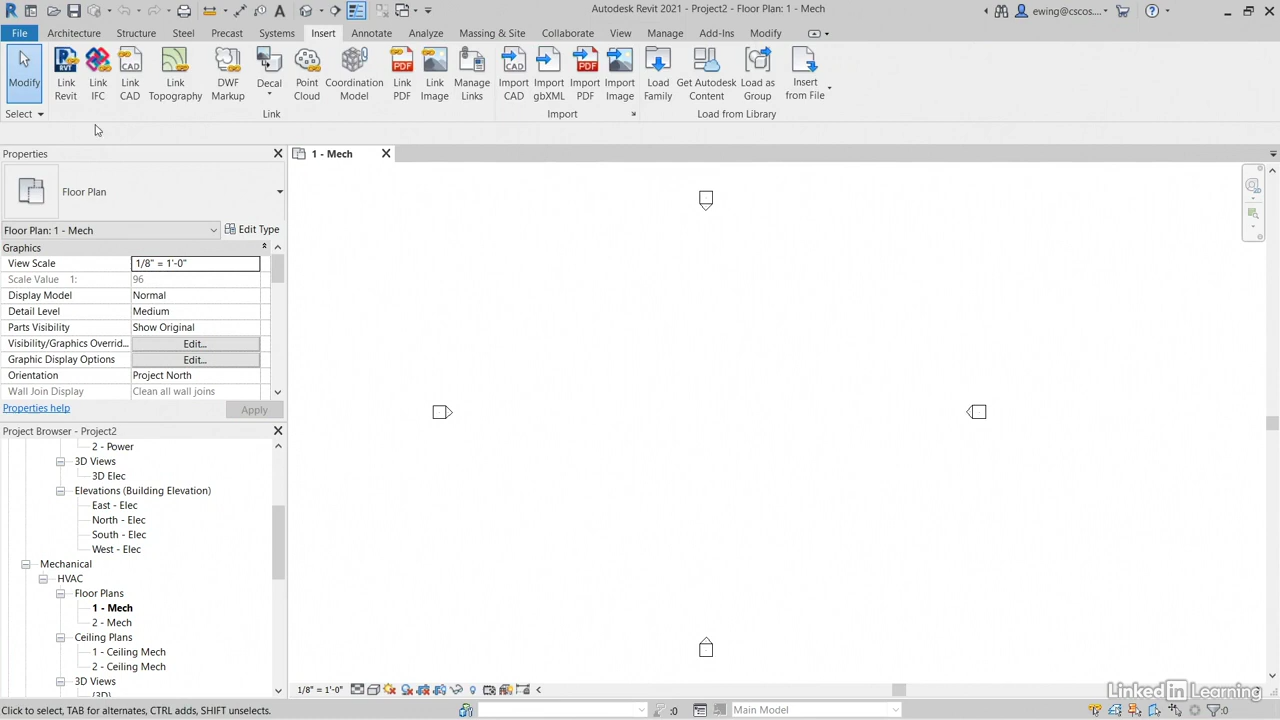 Autodesk Revit 2021 - Project2 - Floor Plan: 1 - Mech
ewing@cscos....
File Architecture Structure Steel Precast Systems Insert Annotate Analyze Massing & Site Collaborate View Manage Add-Ins Modify
Modify
Link Revit
Link IFC
Link CAD
Link Topography
DWF Markup
Decal
Point Cloud
Coordination Model
Link PDF
Link Image
Manage Links
Import CAD
Import gbXML
Import PDF
Import Image
Load Family
Get Autodesk Content
Load as Group
Insert from File
Select
Link
Import
Load from Library
Properties
1 - Mech
Floor Plan
Floor Plan: 1 - Mech
Edit Type
Graphics
View Scale 1/8" = 1'-0"
Scale Value 1: 96
Display Model Normal
Detail Level Medium
Parts Visibility Show Original
Visibility/Graphics Overrid... Edit...
Graphic Display Options Edit...
Orientation Project North
Wall Join Display Clean all wall joins
Properties help
Apply
Project Browser - Project2
2 - Power
3D Views
3D Elec
Elevations (Building Elevation)
East - Elec
North - Elec
South - Elec
West - Elec
Mechanical
HVAC
Floor Plans
1 - Mech
2 - Mech
Ceiling Plans
1 - Ceiling Mech
2 - Ceiling Mech
3D Views
{3D}
1/8" = 1'-0"
Linked in Learning
Click to select, TAB for alternates, CTRL adds, SHIFT unselects.
:0
Main Model
:0